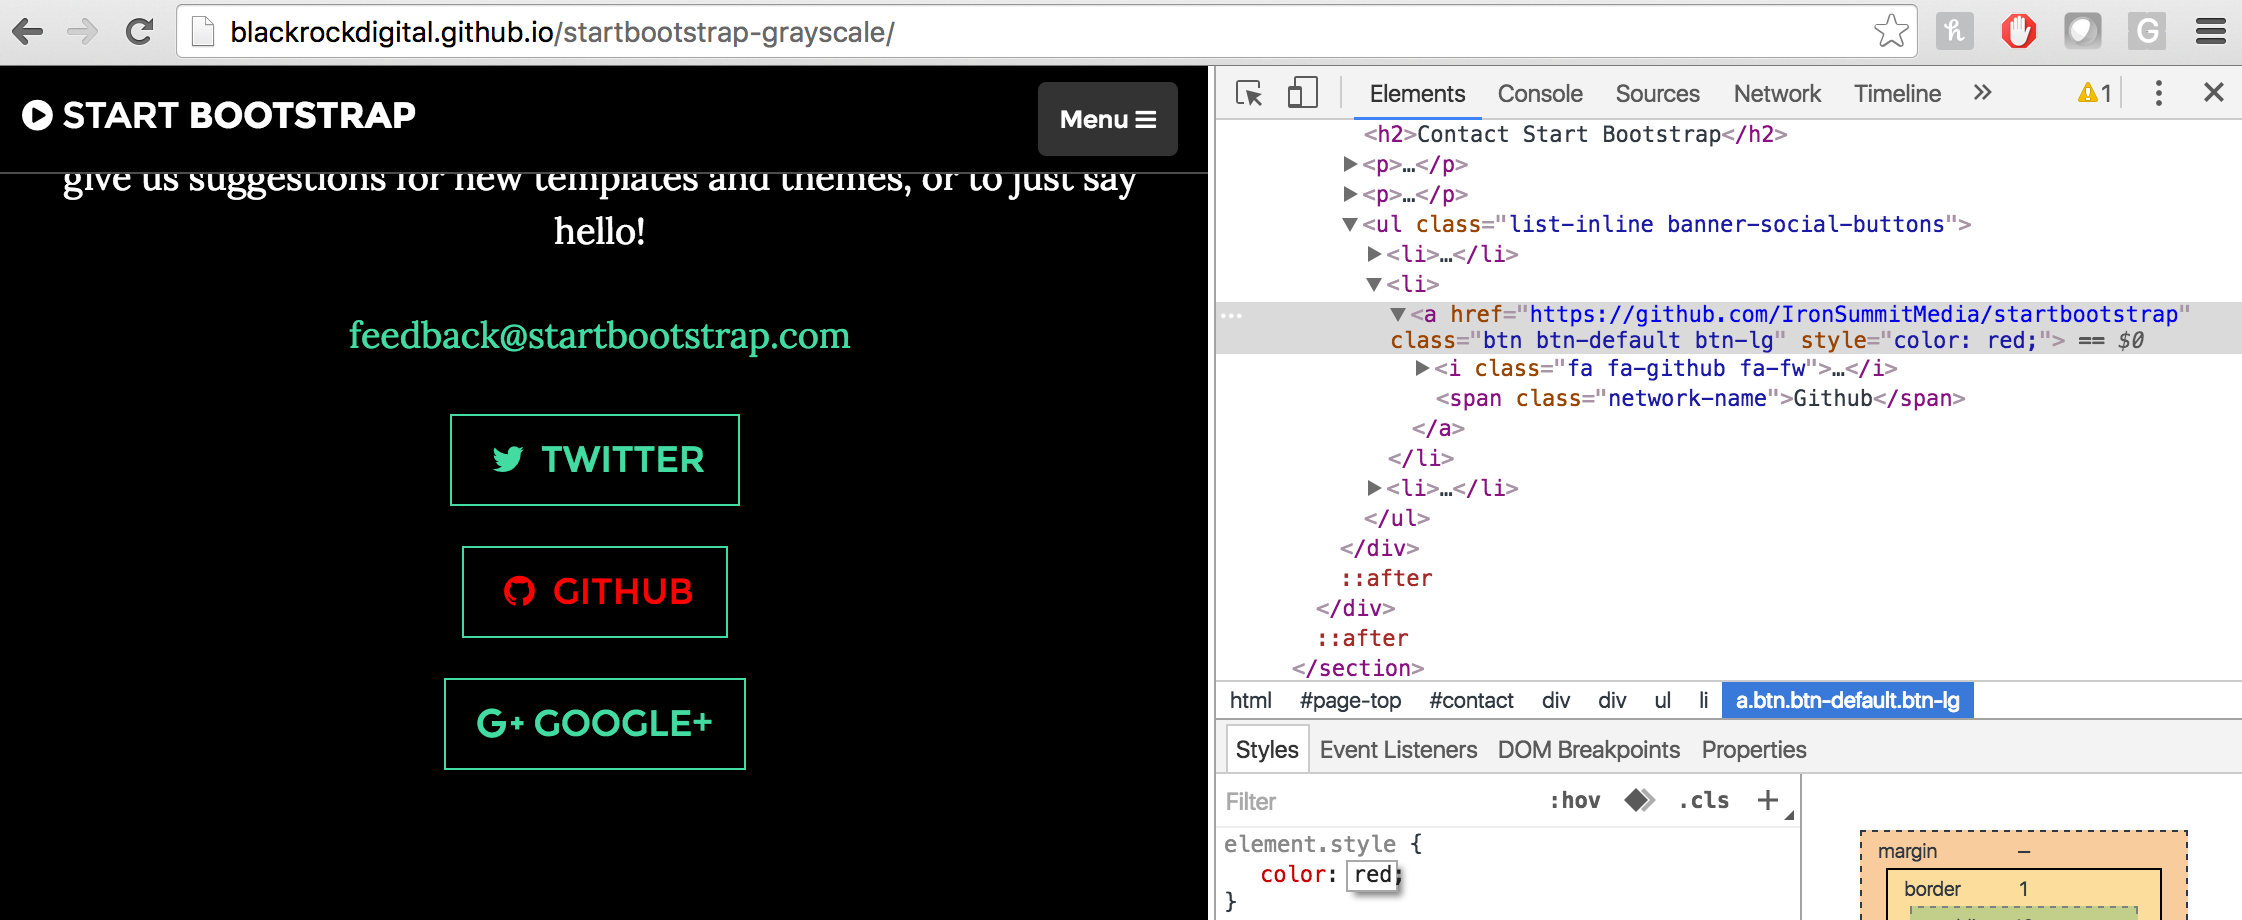 blackrockdigital.github.io/startbootstrap-grayscale/
START BOOTSTRAP
Menu
give us suggestions for new templates and themes, or to just say
hello!
feedback@startbootstrap.com
TWITTER
GITHUB
G+ GOOGLE+
Elements Console Sources Network Timeline » 1
<h2>Contact Start Bootstrap</h2>
<p>…</p>
<p>…</p>
<ul class="list-inline banner-social-buttons">
<li>…</li>
<li>
<a href="https://github.com/IronSummitMedia/startbootstrap"
class="btn btn-default btn-lg" style="color: red;"> == $0
<i class="fa fa-github fa-fw">…</i>
<span class="network-name">Github</span>
</a>
</li>
<li>…</li>
</ul>
</div>
::after
</div>
::after
</section>
html #page-top #contact div div ul li a.btn.btn-default.btn-lg
Styles Event Listeners DOM Breakpoints Properties
Filter :hov .cls +
element.style {
color: red;
}
margin –
border 1